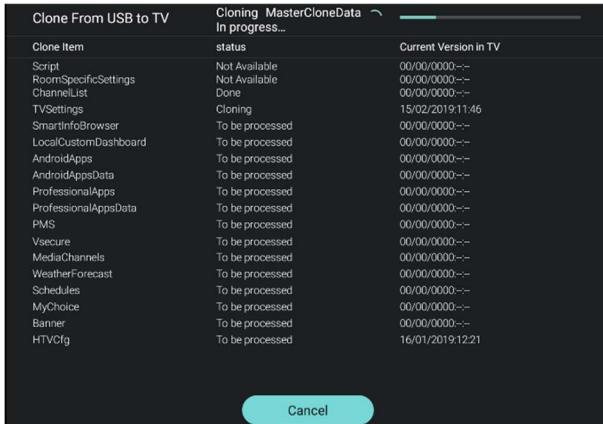 Clone From USB to TV
Cloning MasterCloneData
In progress...
Clone Item status Current Version in TV
Script Not Available 00/00/0000:--:--
RoomSpecificSettings Not Available 00/00/0000:--:--
ChannelList Done 00/00/0000:--:--
TVSettings Cloning 15/02/2019:11:46
SmartInfoBrowser To be processed 00/00/0000:--:--
LocalCustomDashboard To be processed 00/00/0000:--:--
AndroidApps To be processed 00/00/0000:--:--
AndroidAppsData To be processed 00/00/0000:--:--
ProfessionalApps To be processed 00/00/0000:--:--
ProfessionalAppsData To be processed 00/00/0000:--:--
PMS To be processed 00/00/0000:--:--
Vsecure To be processed 00/00/0000:--:--
MediaChannels To be processed 00/00/0000:--:--
WeatherForecast To be processed 00/00/0000:--:--
Schedules To be processed 00/00/0000:--:--
MyChoice To be processed 00/00/0000:--:--
Banner To be processed 00/00/0000:--:--
HTVCfg To be processed 16/01/2019:12:21
Cancel